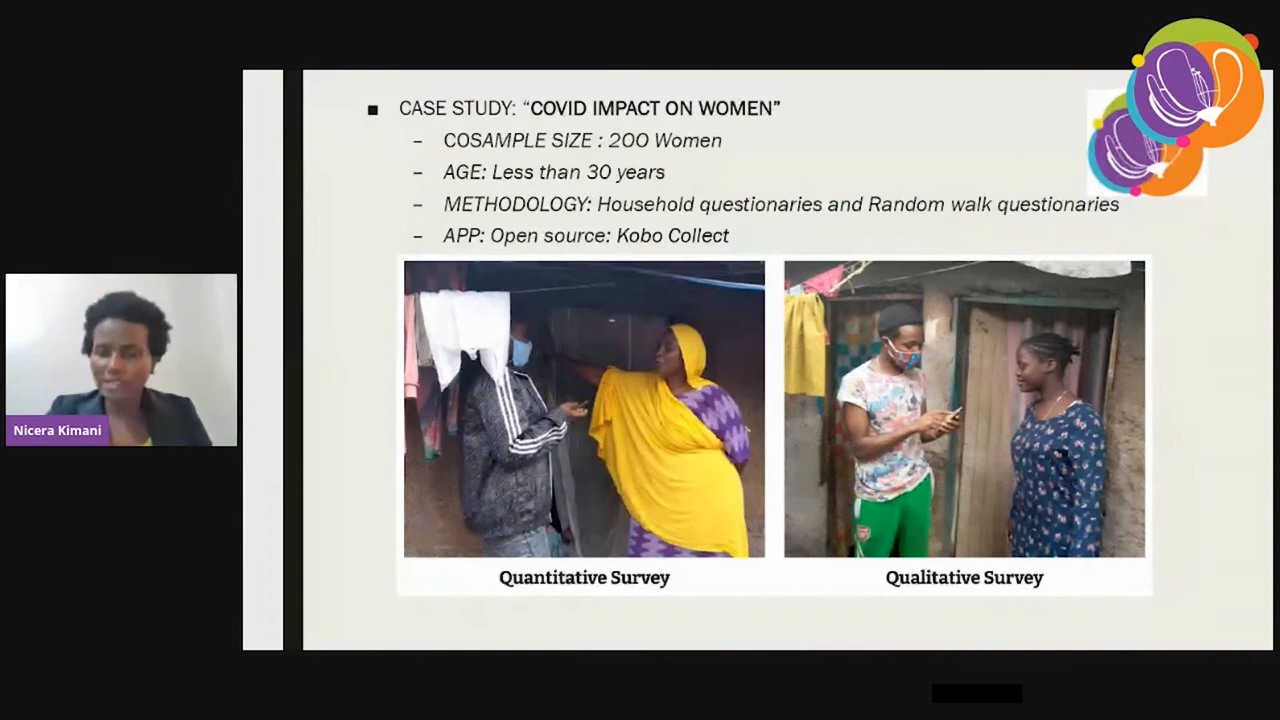 CASE STUDY: “COVID IMPACT ON WOMEN”
– COSAMPLE SIZE : 200 Women
– AGE: Less than 30 years
– METHODOLOGY: Household questionaries and Random walk questionaries
– APP: Open source: Kobo Collect
Nicera Kimani
Quantitative Survey
Qualitative Survey